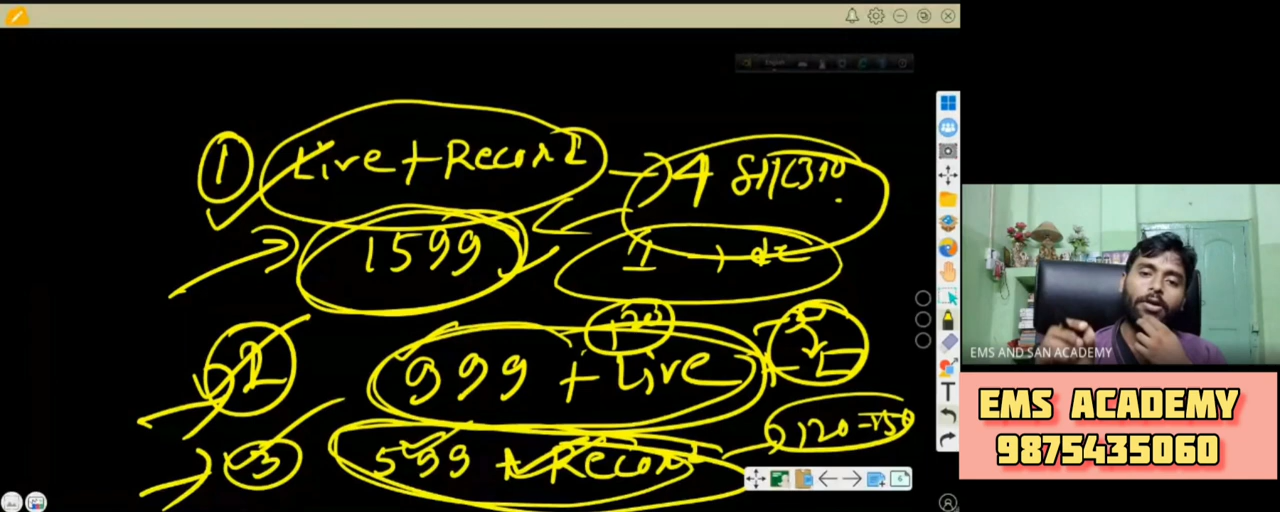 ① Live + Record
1599
4
1
② 999 + Live
120
③ 599 + Record
120-150
EMS AND SAN ACADEMY
EMS ACADEMY
9875435060